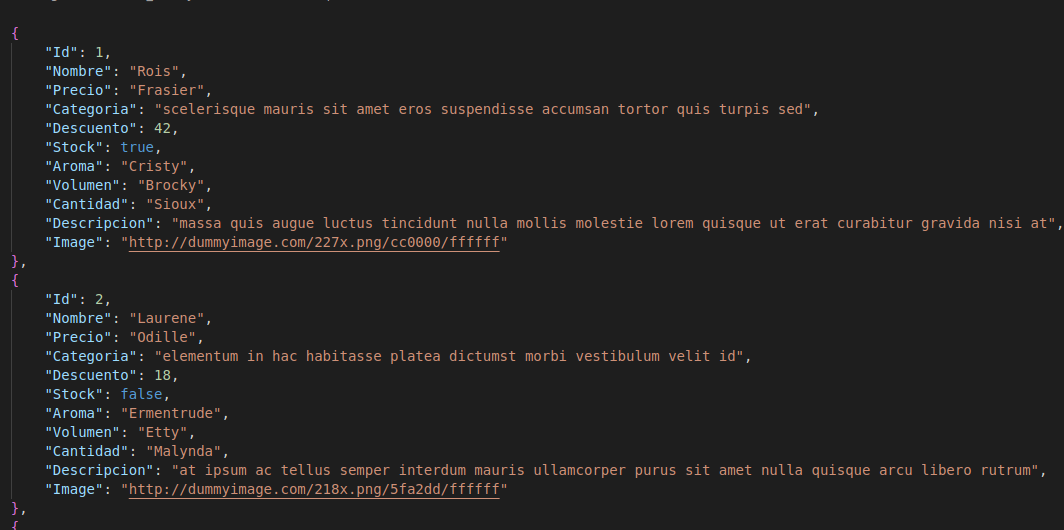 {
"Id": 1,
"Nombre": "Rois",
"Precio": "Frasier",
"Categoria": "scelerisque mauris sit amet eros suspendisse accumsan tortor quis turpis sed",
"Descuento": 42,
"Stock": true,
"Aroma": "Cristy",
"Volumen": "Brocky",
"Cantidad": "Sioux",
"Descripcion": "massa quis augue luctus tincidunt nulla mollis molestie lorem quisque ut erat curabitur gravida nisi at",
"Image": "http://dummyimage.com/227x.png/cc0000/ffffff"
},
{
"Id": 2,
"Nombre": "Laurene",
"Precio": "Odille",
"Categoria": "elementum in hac habitasse platea dictumst morbi vestibulum velit id",
"Descuento": 18,
"Stock": false,
"Aroma": "Ermentrude",
"Volumen": "Etty",
"Cantidad": "Malynda",
"Descripcion": "at ipsum ac tellus semper interdum mauris ullamcorper purus sit amet nulla quisque arcu libero rutrum",
"Image": "http://dummyimage.com/218x.png/5fa2dd/ffffff"
},
{